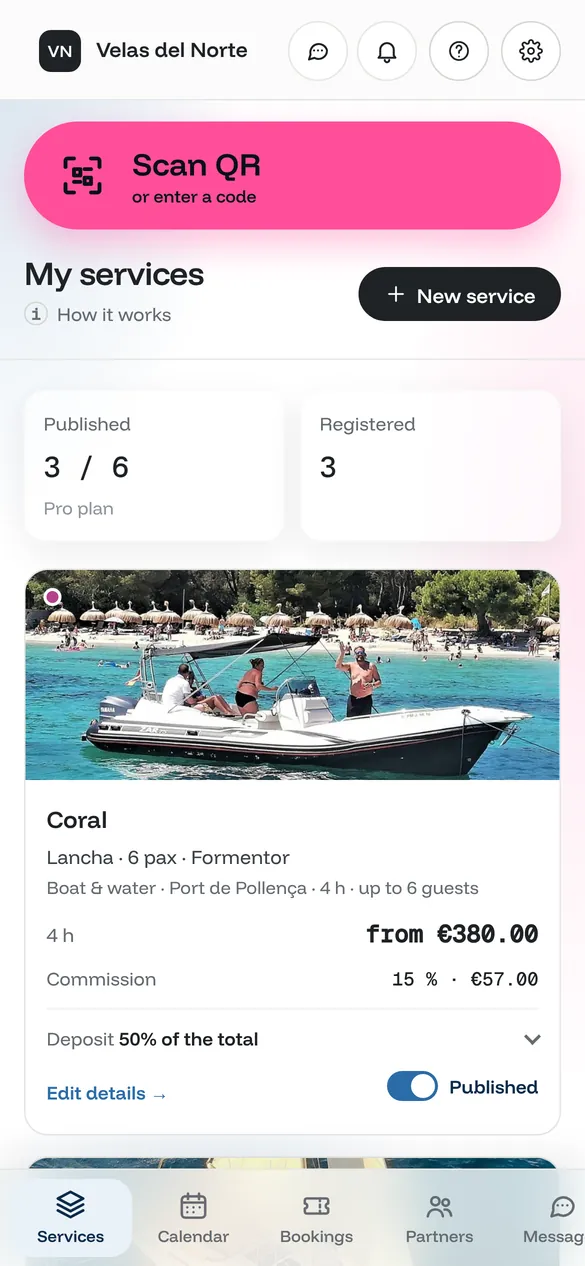 VN Velas del Norte
Scan QR
or enter a code
My services
How it works
+ New service
Published
3 / 6
Pro plan
Registered
3
Coral
Lancha · 6 pax · Formentor
Boat & water · Port de Pollença · 4 h · up to 6 guests
4 h from €380.00
Commission 15 % · €57.00
Deposit 50% of the total
Edit details →
Published
Services
Calendar
Bookings
Partners
Messag